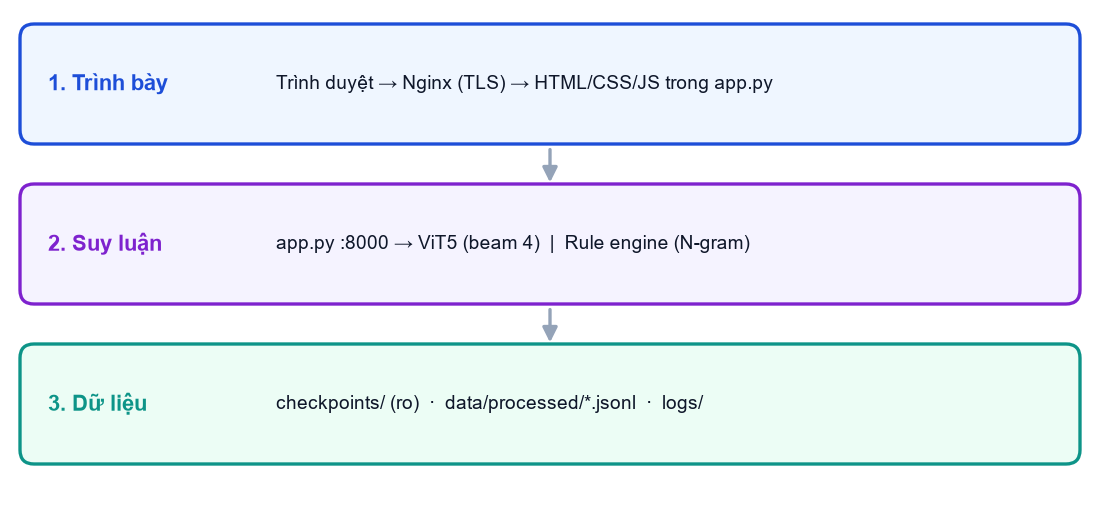 1. Trình bày
Trình duyệt → Nginx (TLS) → HTML/CSS/JS trong app.py
2. Suy luận
app.py :8000 → ViT5 (beam 4) | Rule engine (N-gram)
3. Dữ liệu
checkpoints/ (ro) · data/processed/*.jsonl · logs/